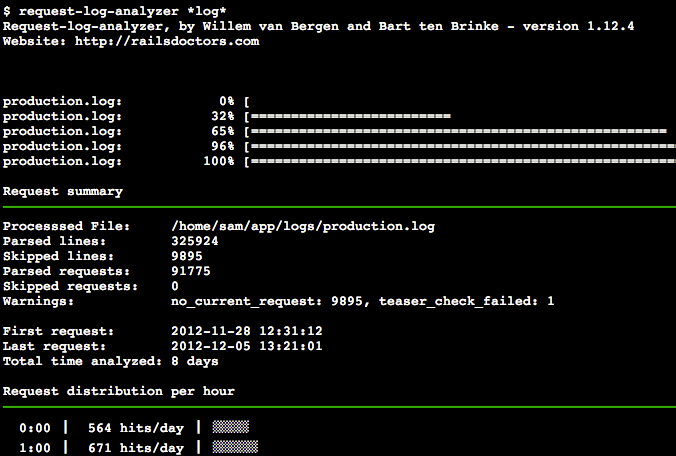 $ request-log-analyzer *log*
Request-log-analyzer, by Willem van Bergen and Bart ten Brinke - version 1.12.4
Website: http://railsdoctors.com
production.log: 0% [
production.log: 32% [=========================
production.log: 65% [====================================================
production.log: 96% [=====================================================
production.log: 100% [=====================================================
Request summary
Processsed File: /home/sam/app/logs/production.log
Parsed lines: 325924
Skipped lines: 9895
Parsed requests: 91775
Skipped requests: 0
Warnings: no_current_request: 9895, teaser_check_failed: 1
First request: 2012-11-28 12:31:12
Last request: 2012-12-05 13:21:01
Total time analyzed: 8 days
Request distribution per hour
0:00 | 564 hits/day | ░░░░░
1:00 | 671 hits/day | ░░░░░░